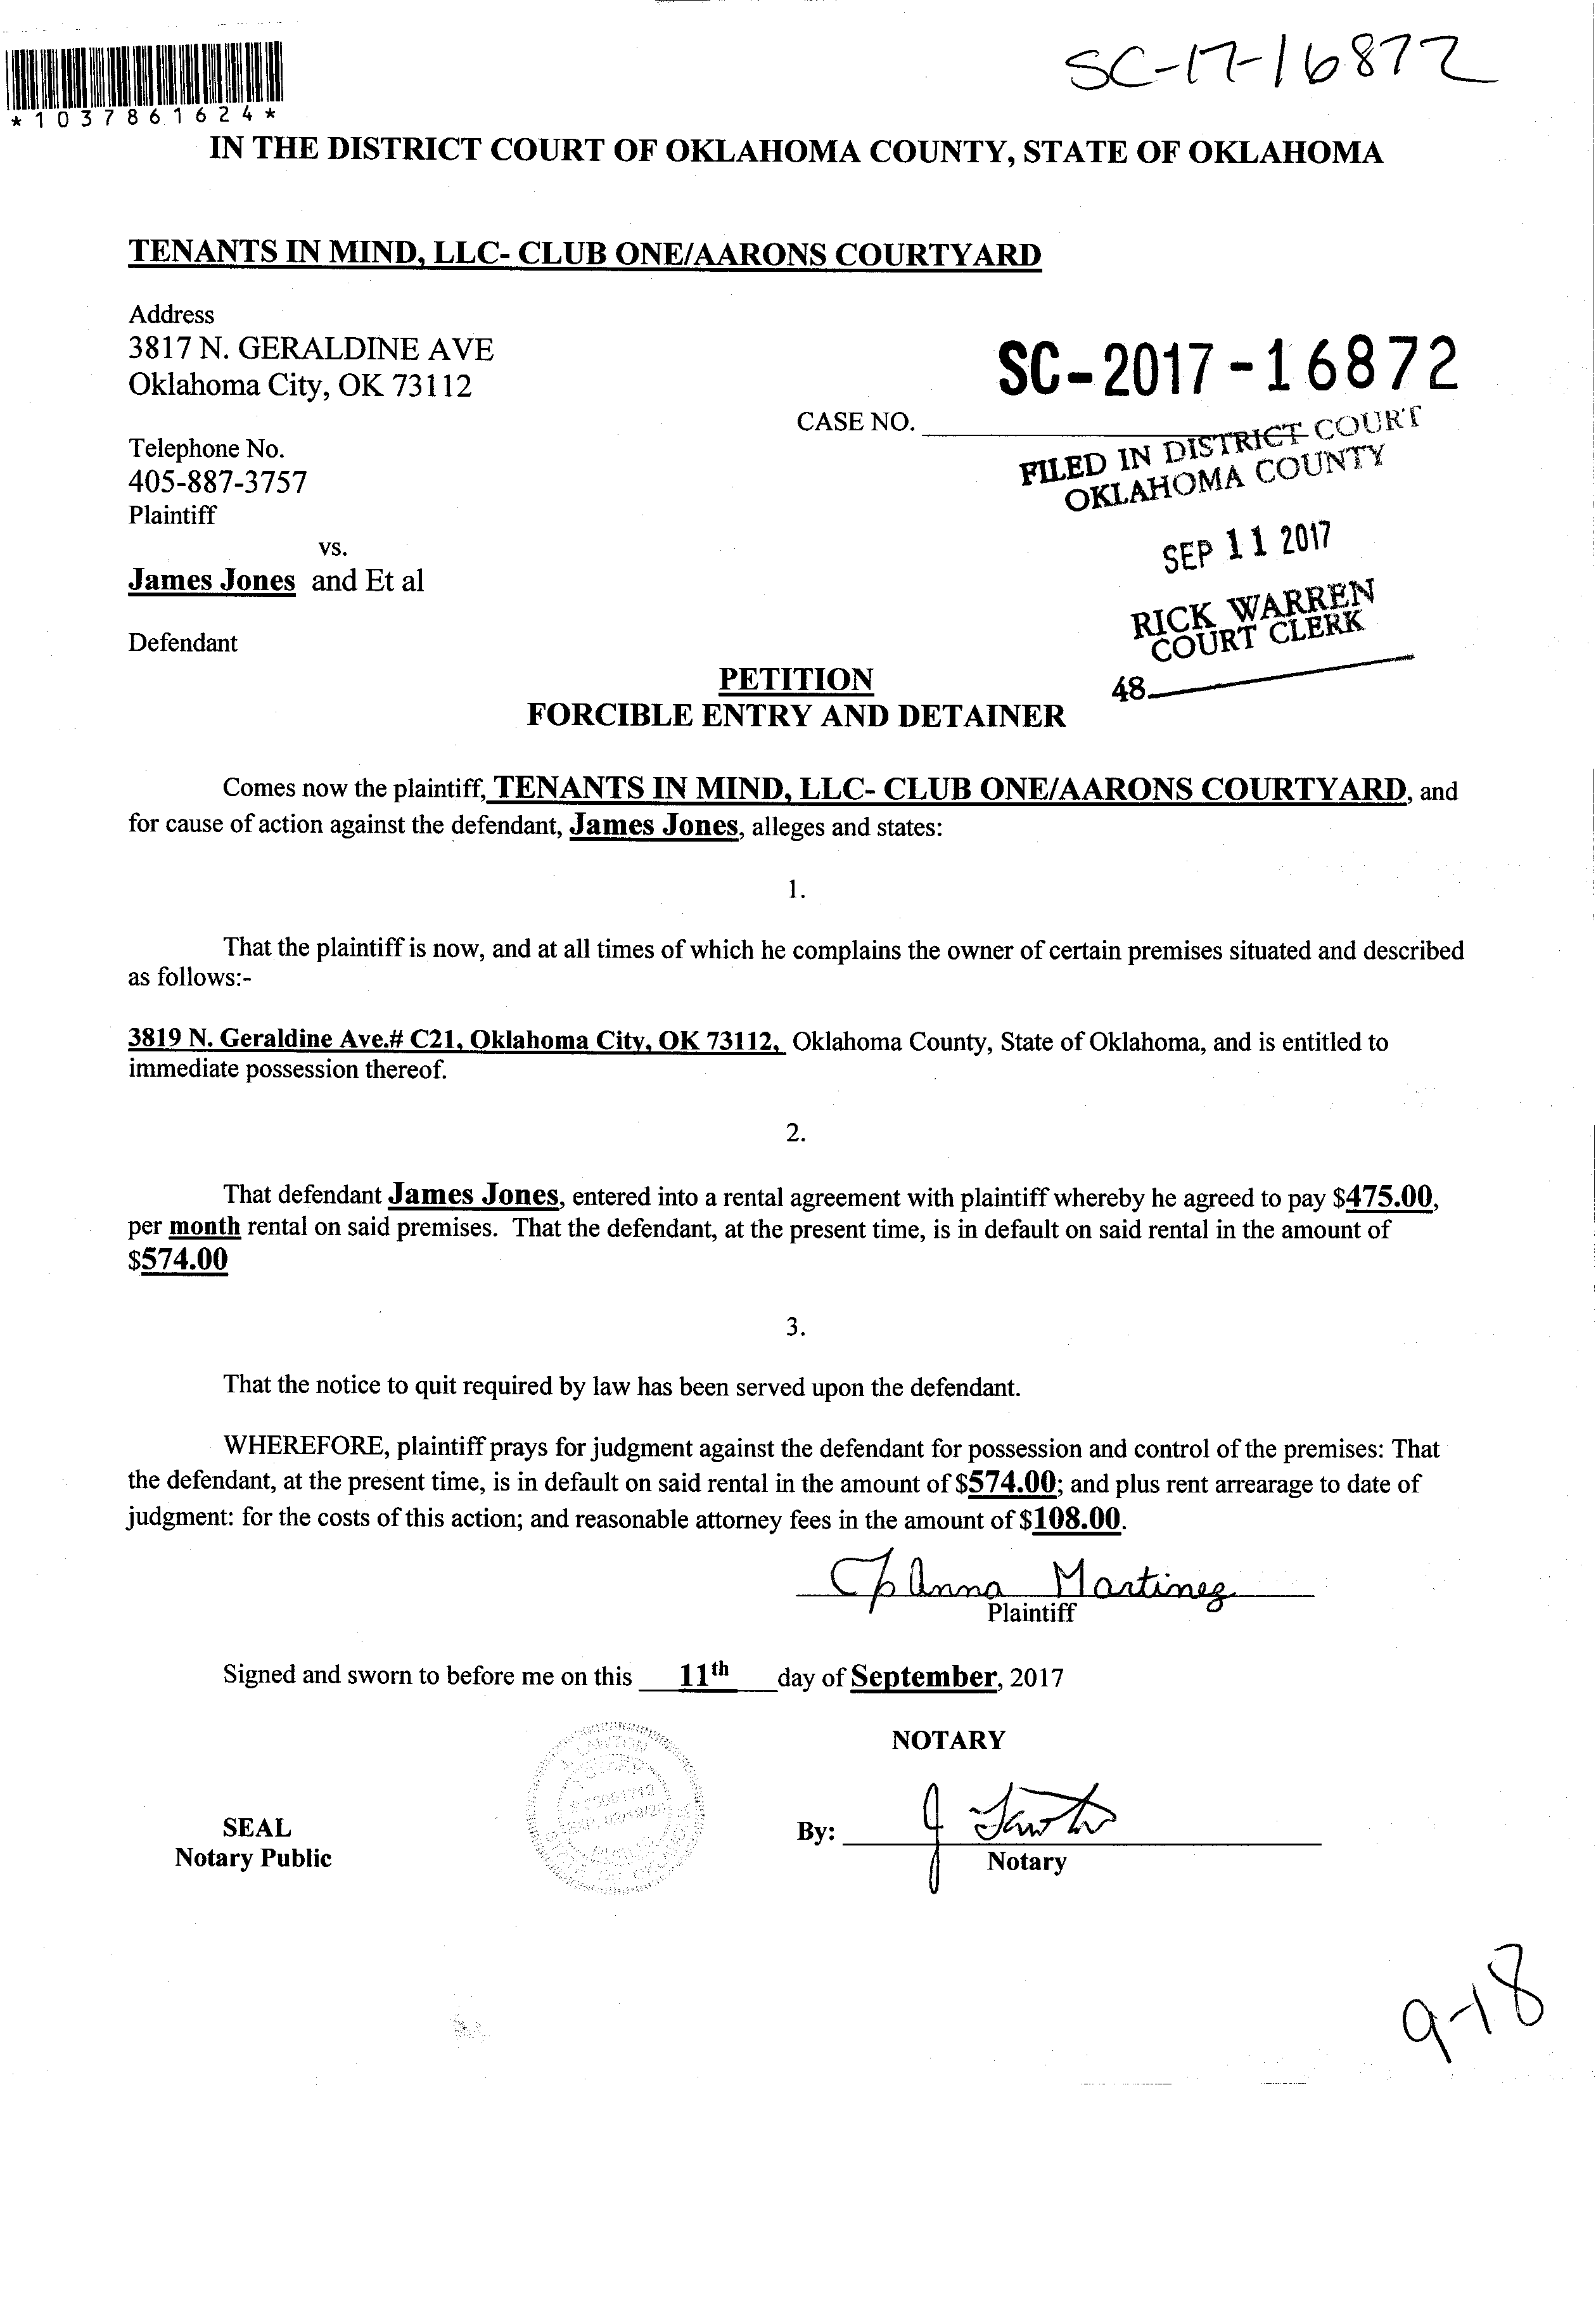 SC-17-16872
*1037861624*
IN THE DISTRICT COURT OF OKLAHOMA COUNTY, STATE OF OKLAHOMA
TENANTS IN MIND, LLC- CLUB ONE/AARONS COURTYARD
Address
3817 N. GERALDINE AVE
Oklahoma City, OK 73112
SC-2017-16872
CASE NO.
FILED IN DISTRICT COURT
OKLAHOMA COUNTY
Telephone No.
405-887-3757
Plaintiff
SEP 11 2017
vs.
James Jones and Et al
RICK WARREN
COURT CLERK
Defendant
48
PETITION
FORCIBLE ENTRY AND DETAINER
Comes now the plaintiff, TENANTS IN MIND, LLC- CLUB ONE/AARONS COURTYARD, and
for cause of action against the defendant, James Jones, alleges and states:
1.
That the plaintiff is now, and at all times of which he complains the owner of certain premises situated and described
as follows:-
3819 N. Geraldine Ave.# C21, Oklahoma City, OK 73112, Oklahoma County, State of Oklahoma, and is entitled to
immediate possession thereof.
2.
That defendant James Jones, entered into a rental agreement with plaintiff whereby he agreed to pay $475.00,
per month rental on said premises. That the defendant, at the present time, is in default on said rental in the amount of
$574.00
3.
That the notice to quit required by law has been served upon the defendant.
WHEREFORE, plaintiff prays for judgment against the defendant for possession and control of the premises: That
the defendant, at the present time, is in default on said rental in the amount of $574.00; and plus rent arrearage to date of
judgment: for the costs of this action; and reasonable attorney fees in the amount of $108.00.
Anna Martinez
Plaintiff
Signed and sworn to before me on this 11th day of September, 2017
NOTARY
J. LAWTON
STATE OF OKLAHOMA
SEAL
Notary Public
By:
J Lawton
Notary
9-18